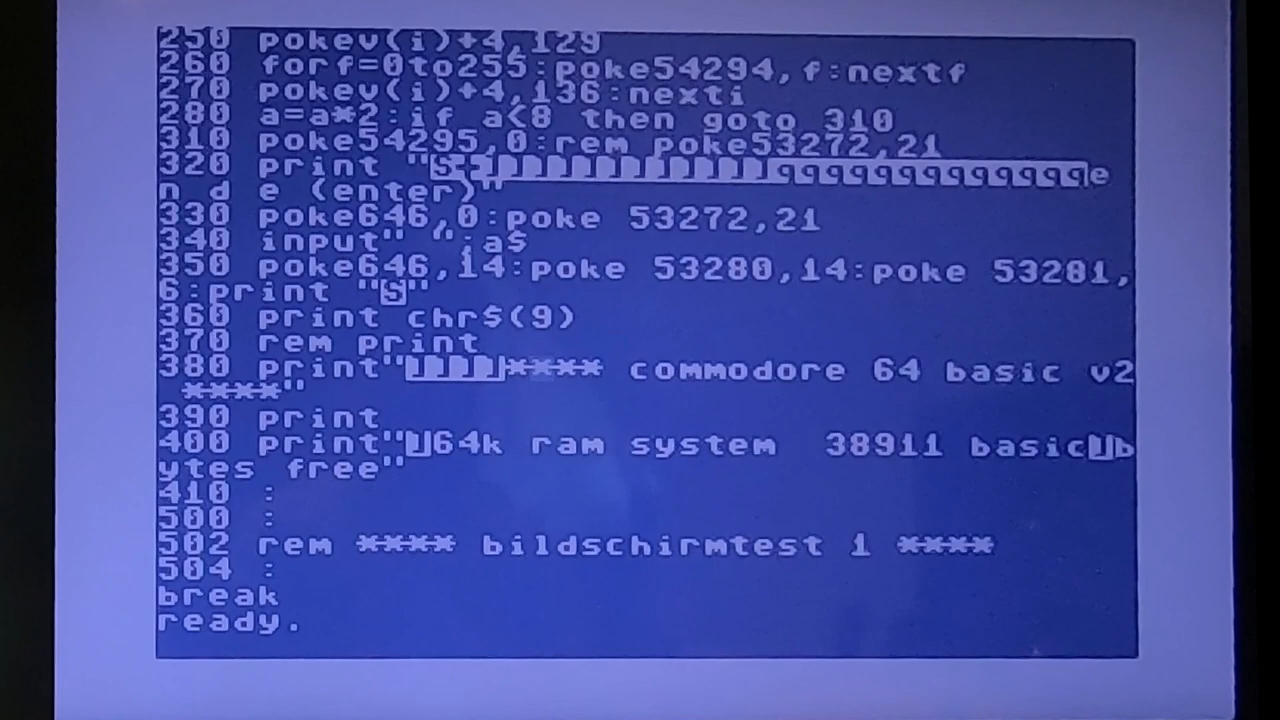 250 pokev(i)+4,129
260 forf=0to255:poke54294,f:nextf
270 pokev(i)+4,136:nexti
280 a=a*2:if a<8 then goto 310
310 poke54295,0:rem poke53272,21
320 print "qqqqqqqqqqqqqe
n d e (enter)"
330 poke646,0:poke 53272,21
340 input" ";a$
350 poke646,14:poke 53280,14:poke 53281,
6:print "S"
360 print chr$(9)
370 rem print
380 print"]]]]**** commodore 64 basic v2
****"
390 print
400 print"]64k ram system  38911 basic]b
ytes free"
410 :
500 :
502 rem **** bildschirmtest 1 ****
504 :
break
ready.